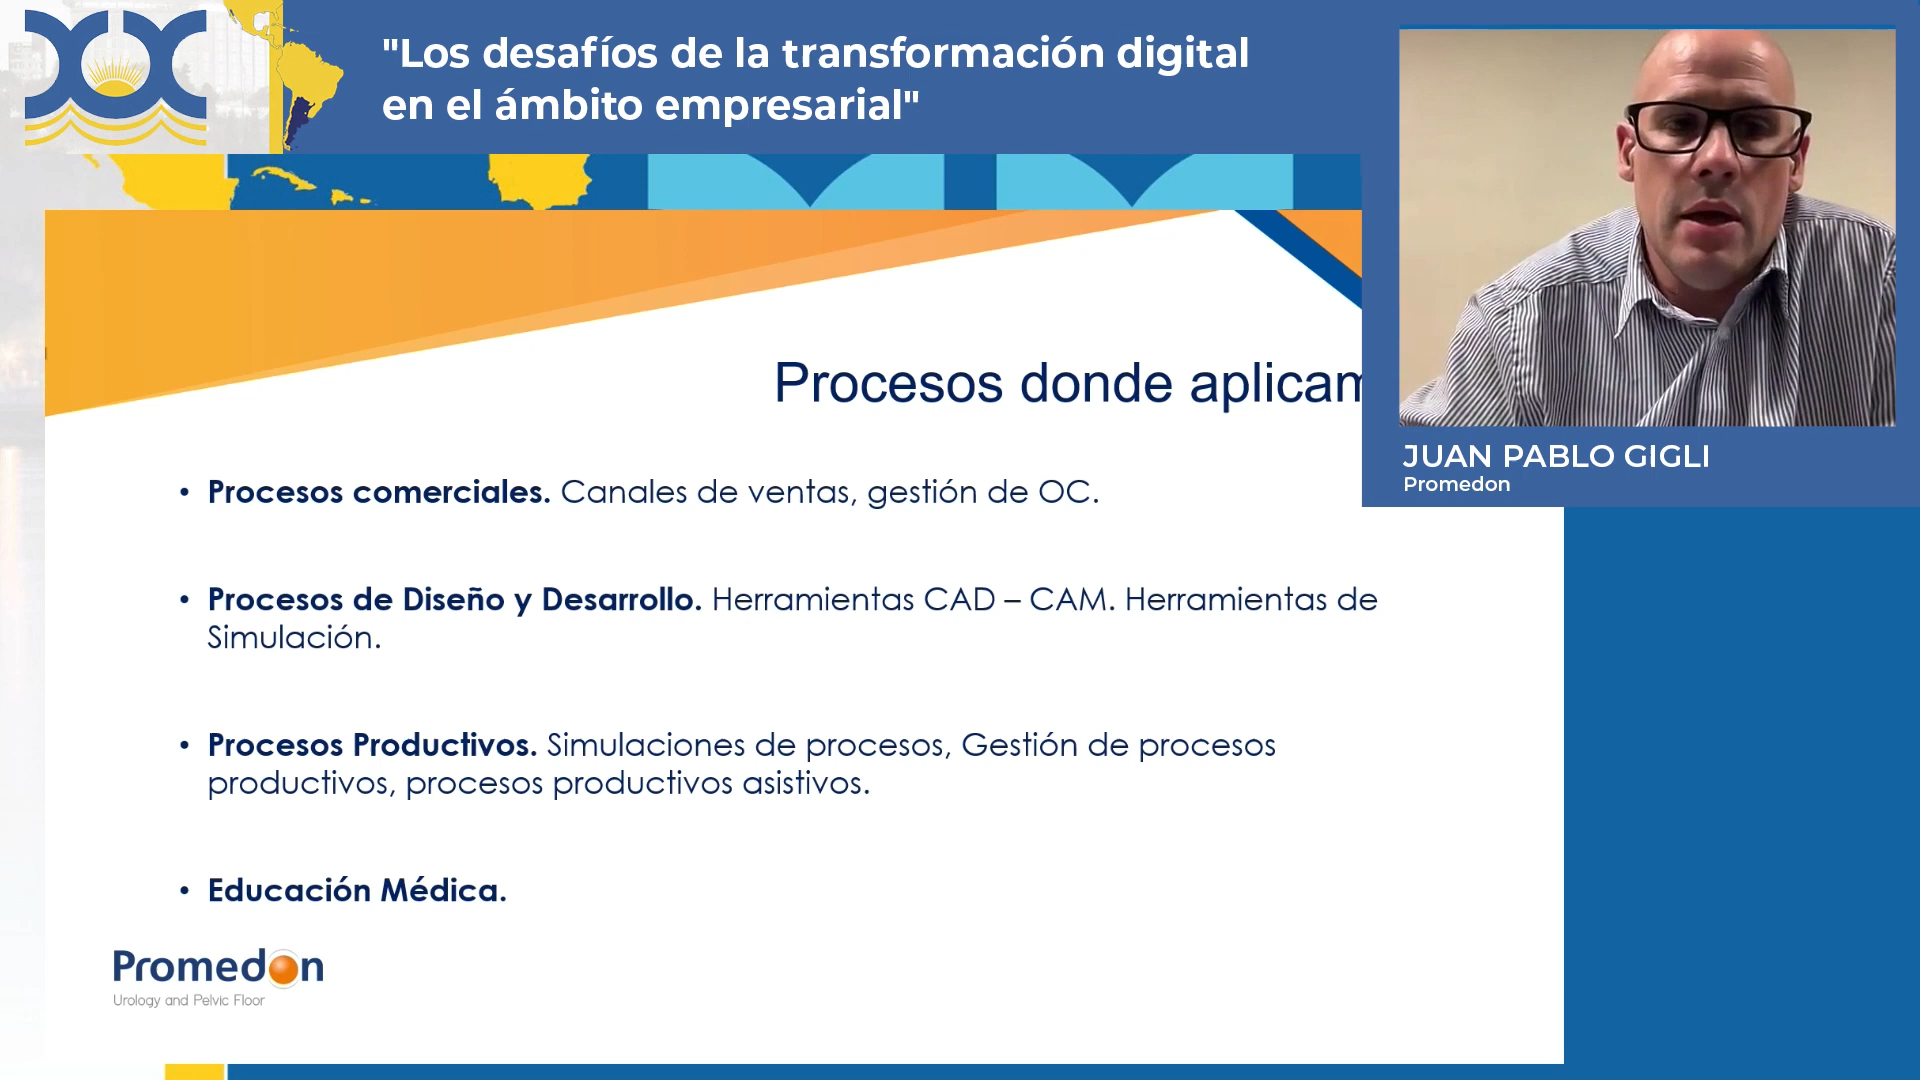 "Los desafíos de la transformación digital
en el ámbito empresarial"
Procesos donde aplicam
JUAN PABLO GIGLI
Promedon
• Procesos comerciales. Canales de ventas, gestión de OC.
• Procesos de Diseño y Desarrollo. Herramientas CAD – CAM. Herramientas de
Simulación.
• Procesos Productivos. Simulaciones de procesos, Gestión de procesos
productivos, procesos productivos asistivos.
• Educación Médica.
Promedon
Urology and Pelvic Floor